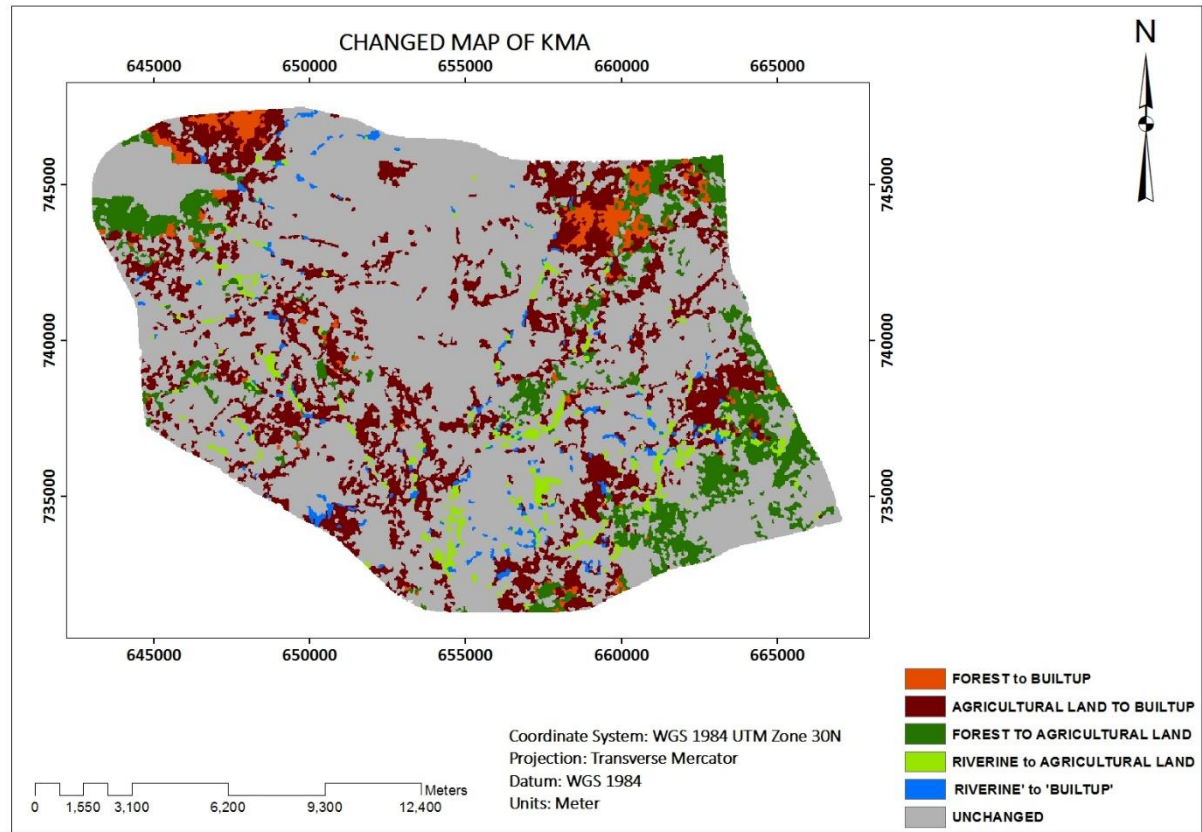 CHANGED MAP OF KMA
N
645000 650000 655000 660000 665000
745000 745000
740000 740000
735000 735000
645000 650000 655000 660000 665000
FOREST to BUILTUP
AGRICULTURAL LAND TO BUILTUP
FOREST TO AGRICULTURAL LAND
RIVERINE to AGRICULTURAL LAND
RIVERINE' to 'BUILTUP'
UNCHANGED
Coordinate System: WGS 1984 UTM Zone 30N
Projection: Transverse Mercator
Datum: WGS 1984
Units: Meter
Meters
0 1,550 3,100 6,200 9,300 12,400